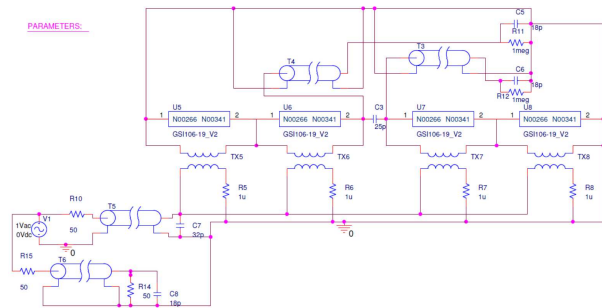 PARAMETERS:
C5
18p
R11
1meg
T4
T3
C6
18p
R12
1meg
U5
1 N00266 N00341 2
GSI106-19_V2
U6
1 N00266 N00341 2
GSI106-19_V2
C3
25p
U7
1 N00266 N00341 2
GSI106-19_V2
U8
1 N00266 N00341 2
GSI106-19_V2
TX5
TX6
TX7
TX8
R5
1u
R6
1u
R7
1u
R8
1u
R10
50
T5
C7
32p
V1
1Vac
0Vdc
0
0
R15
50
T6
R14
50
C8
18p